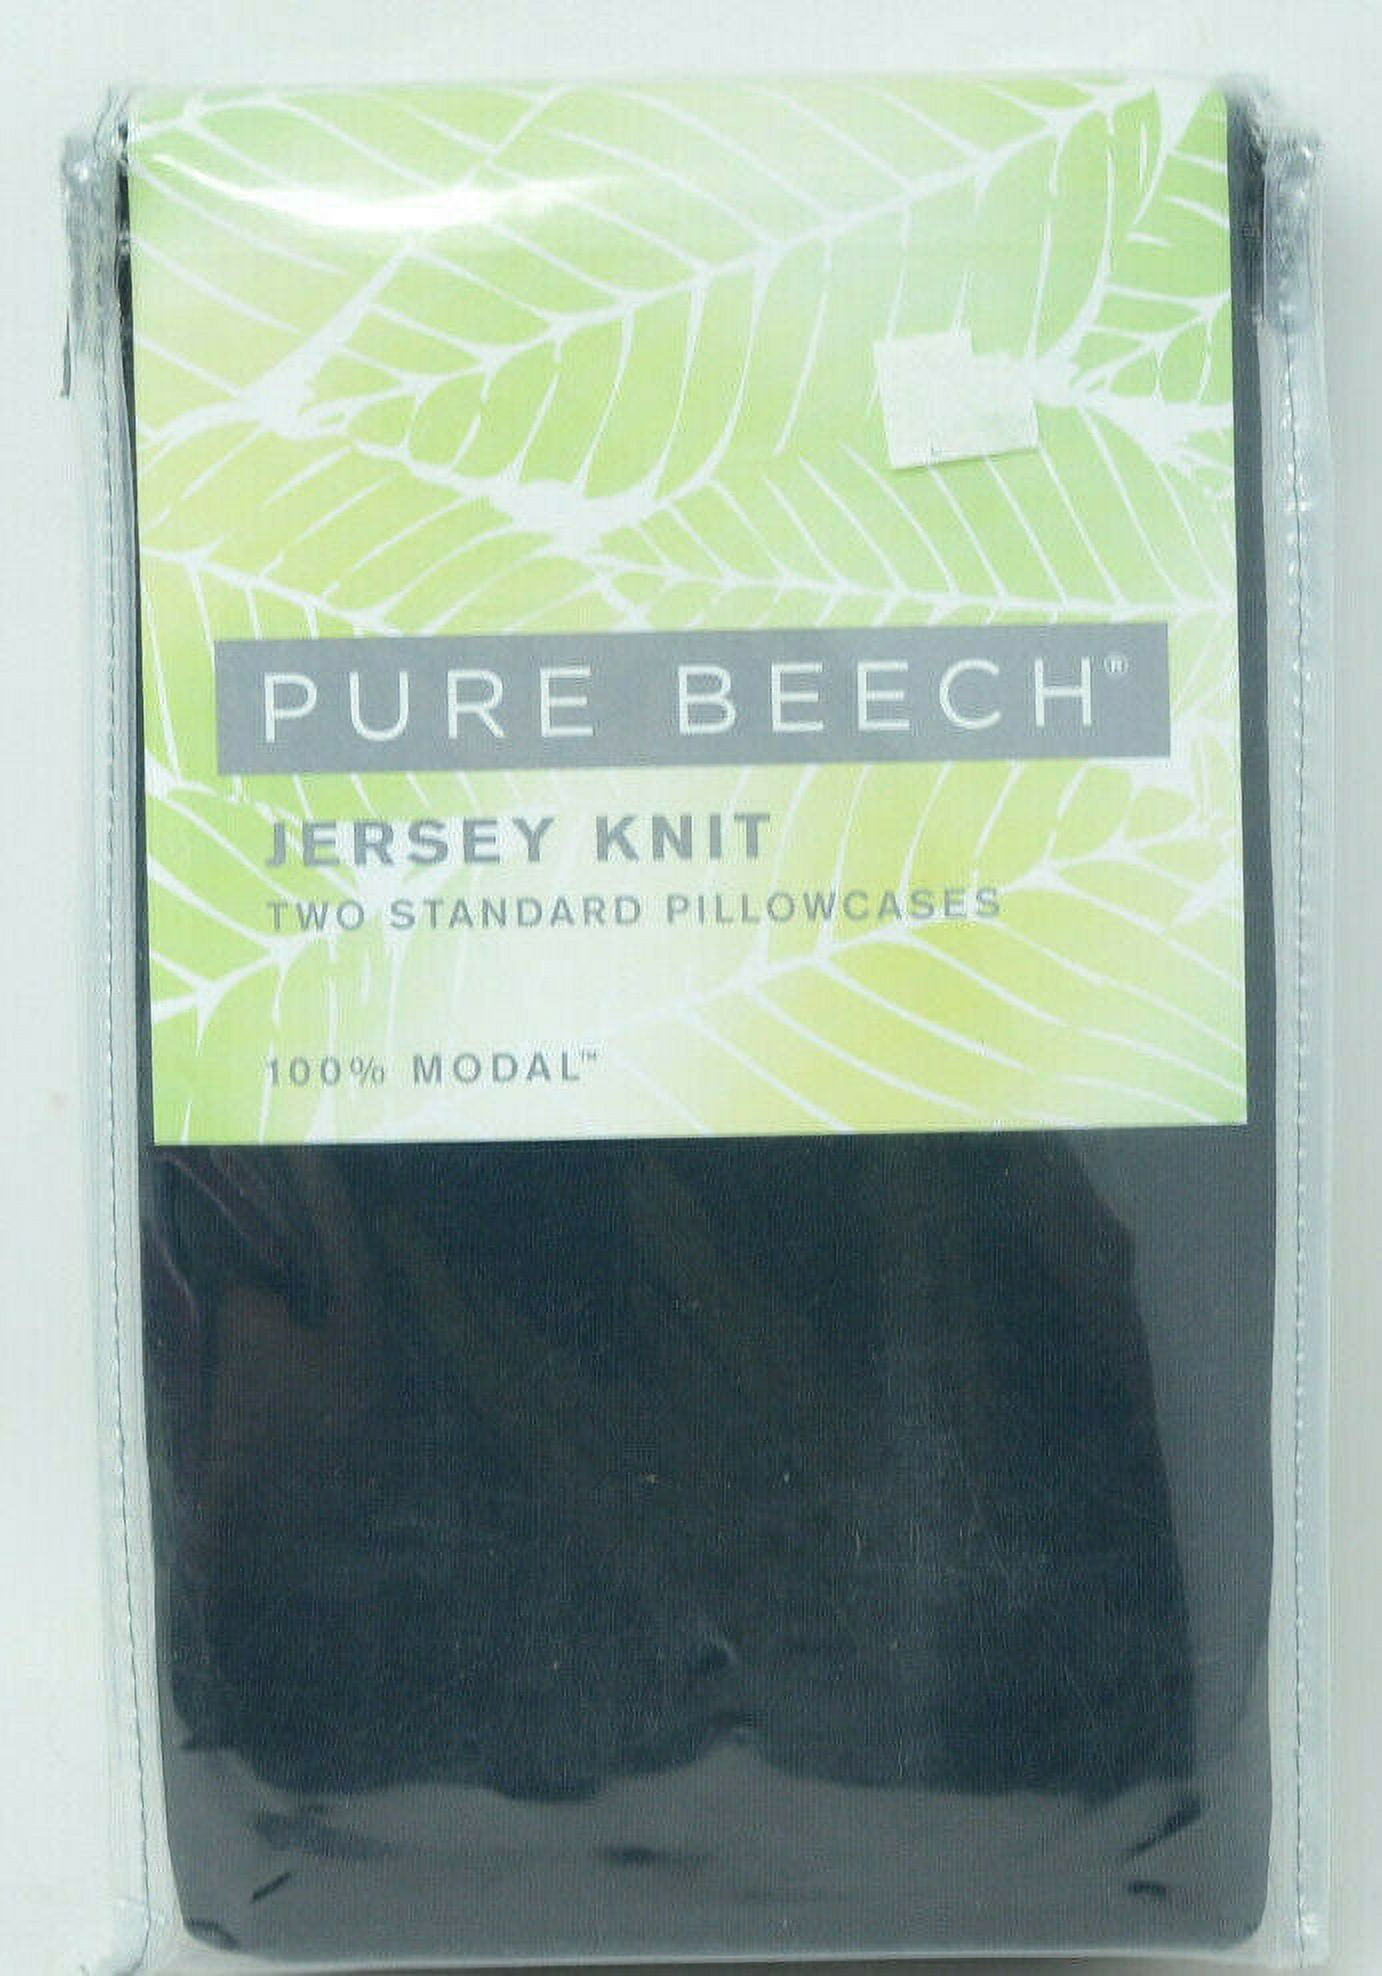 PURE BEECH®
JERSEY KNIT
TWO STANDARD PILLOWCASES
100% MODAL™